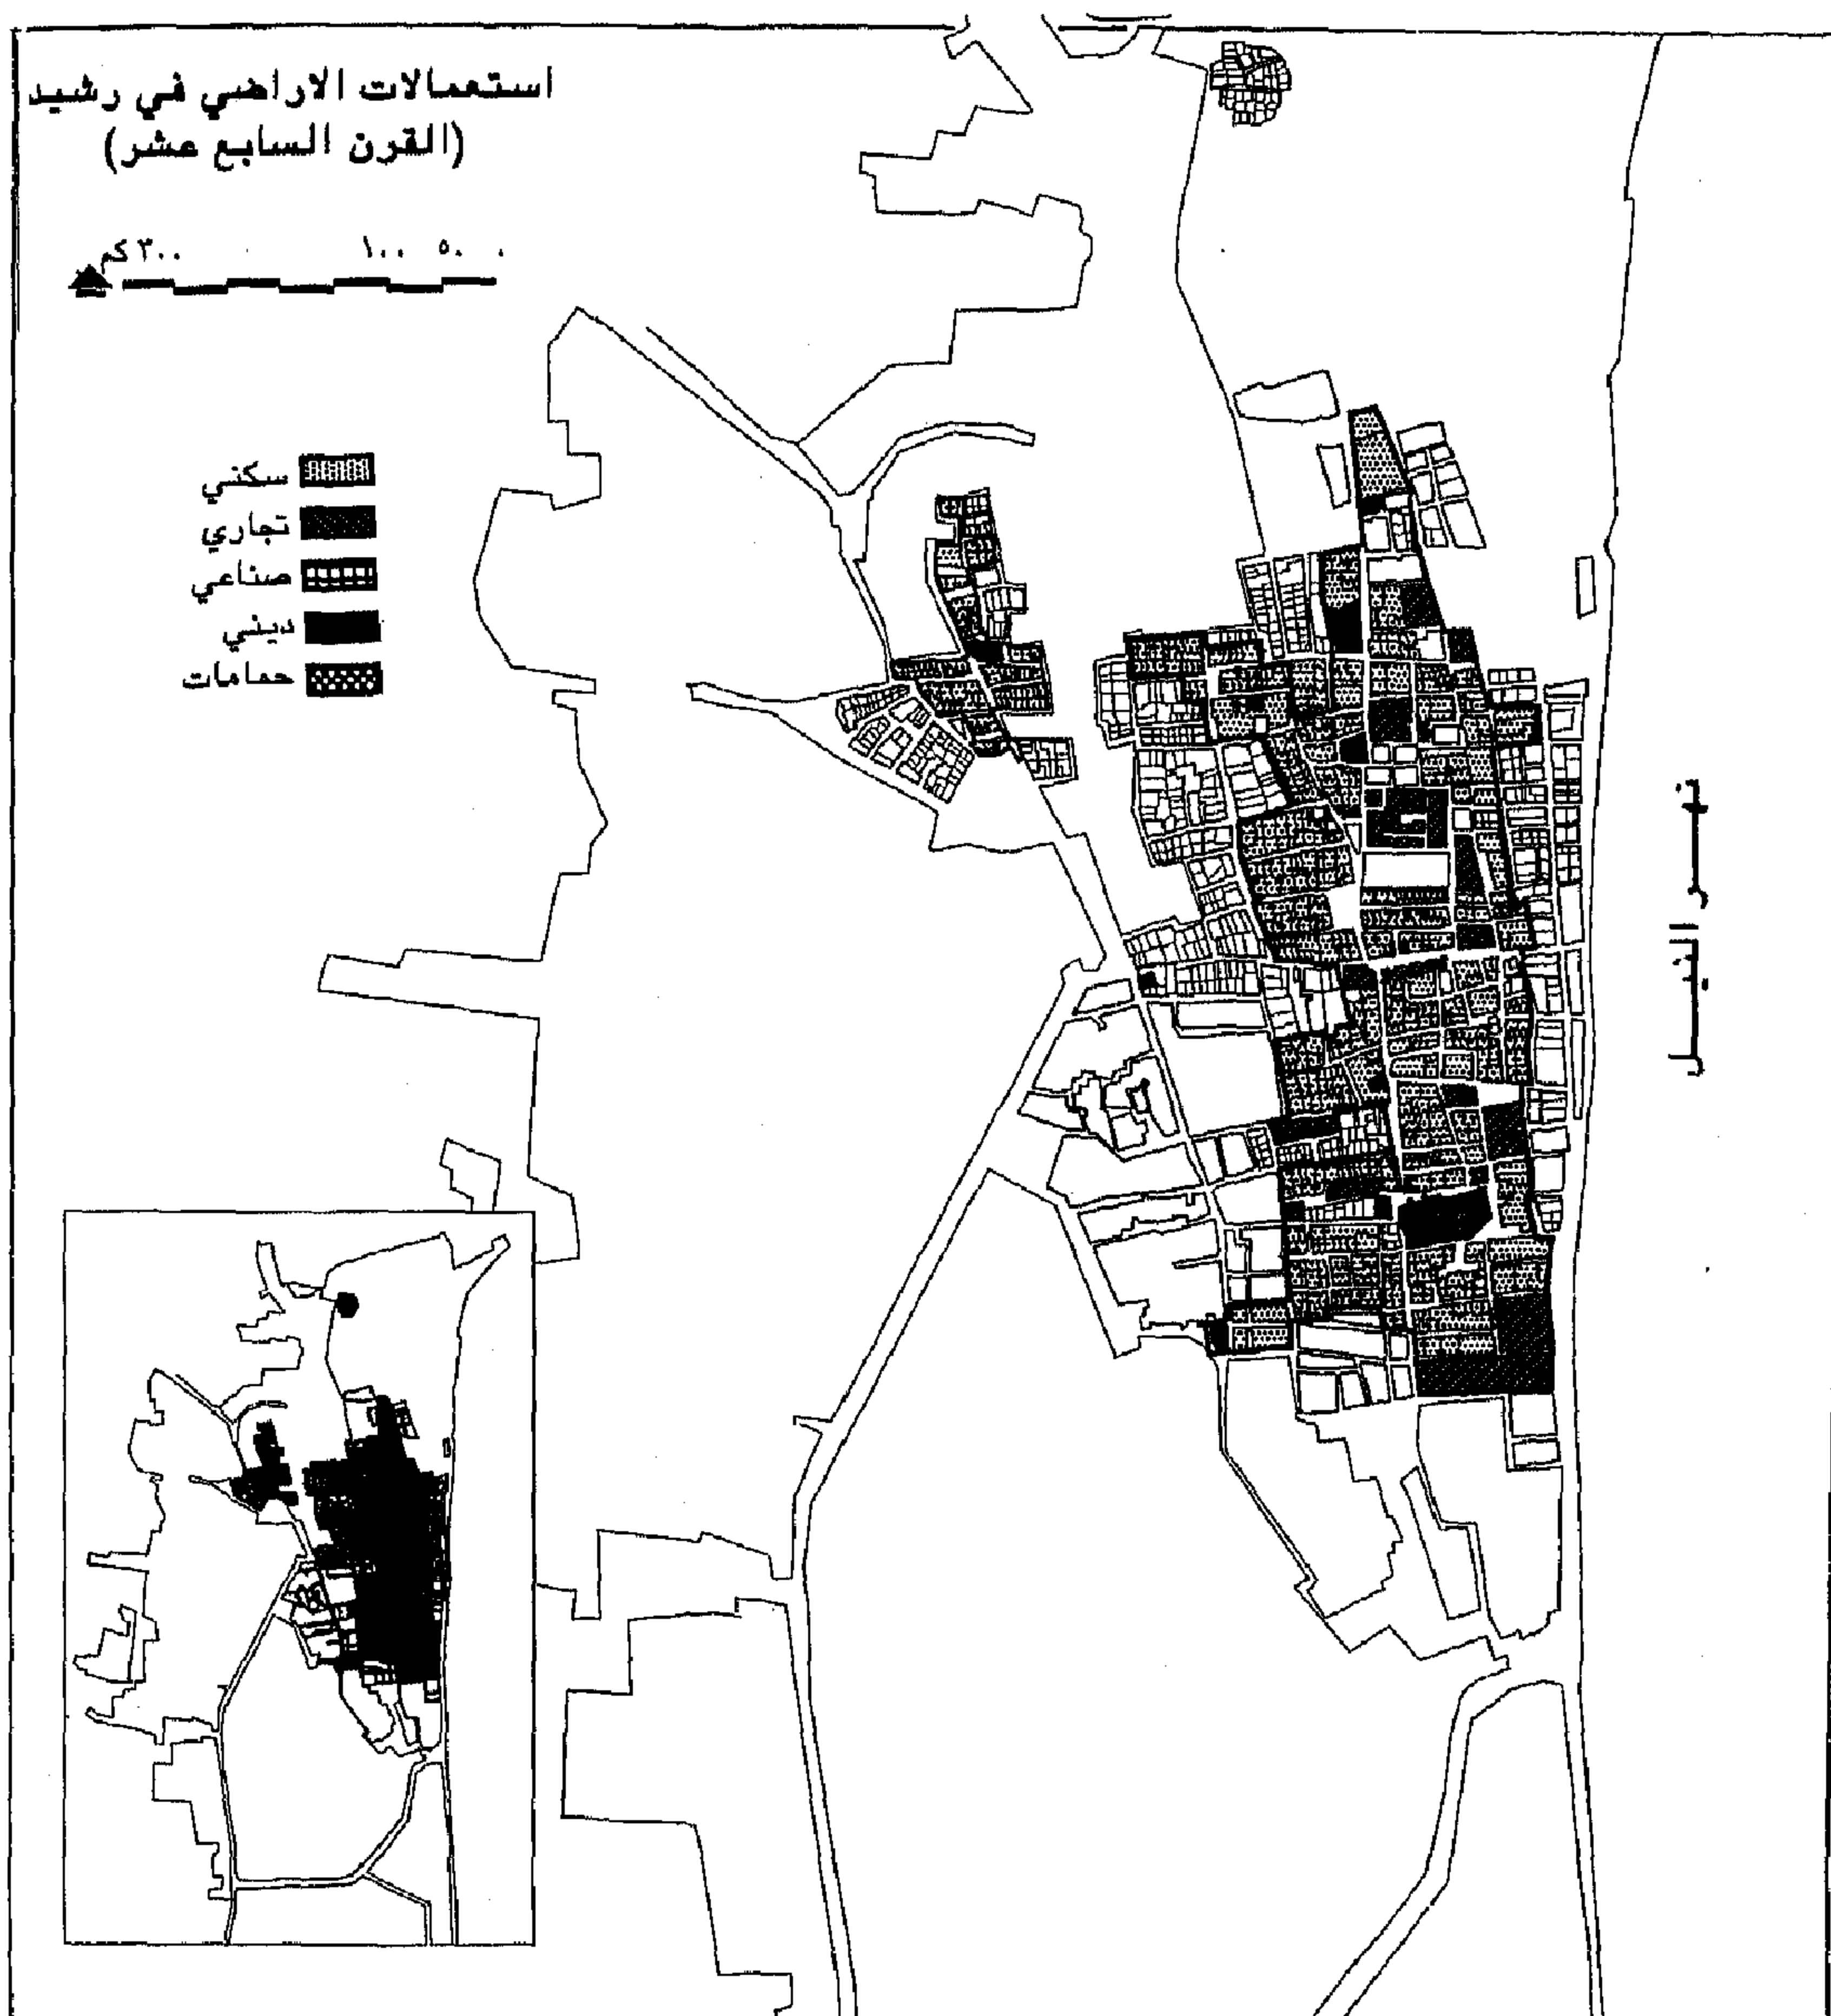 استعمالات الاراضي في رشيد
(القرن السابع عشر)
٠ ٥٠ ١٠٠ ٣٠٠ كم
سكني
تجاري
صناعي
ديني
حمامات
نهر النيل